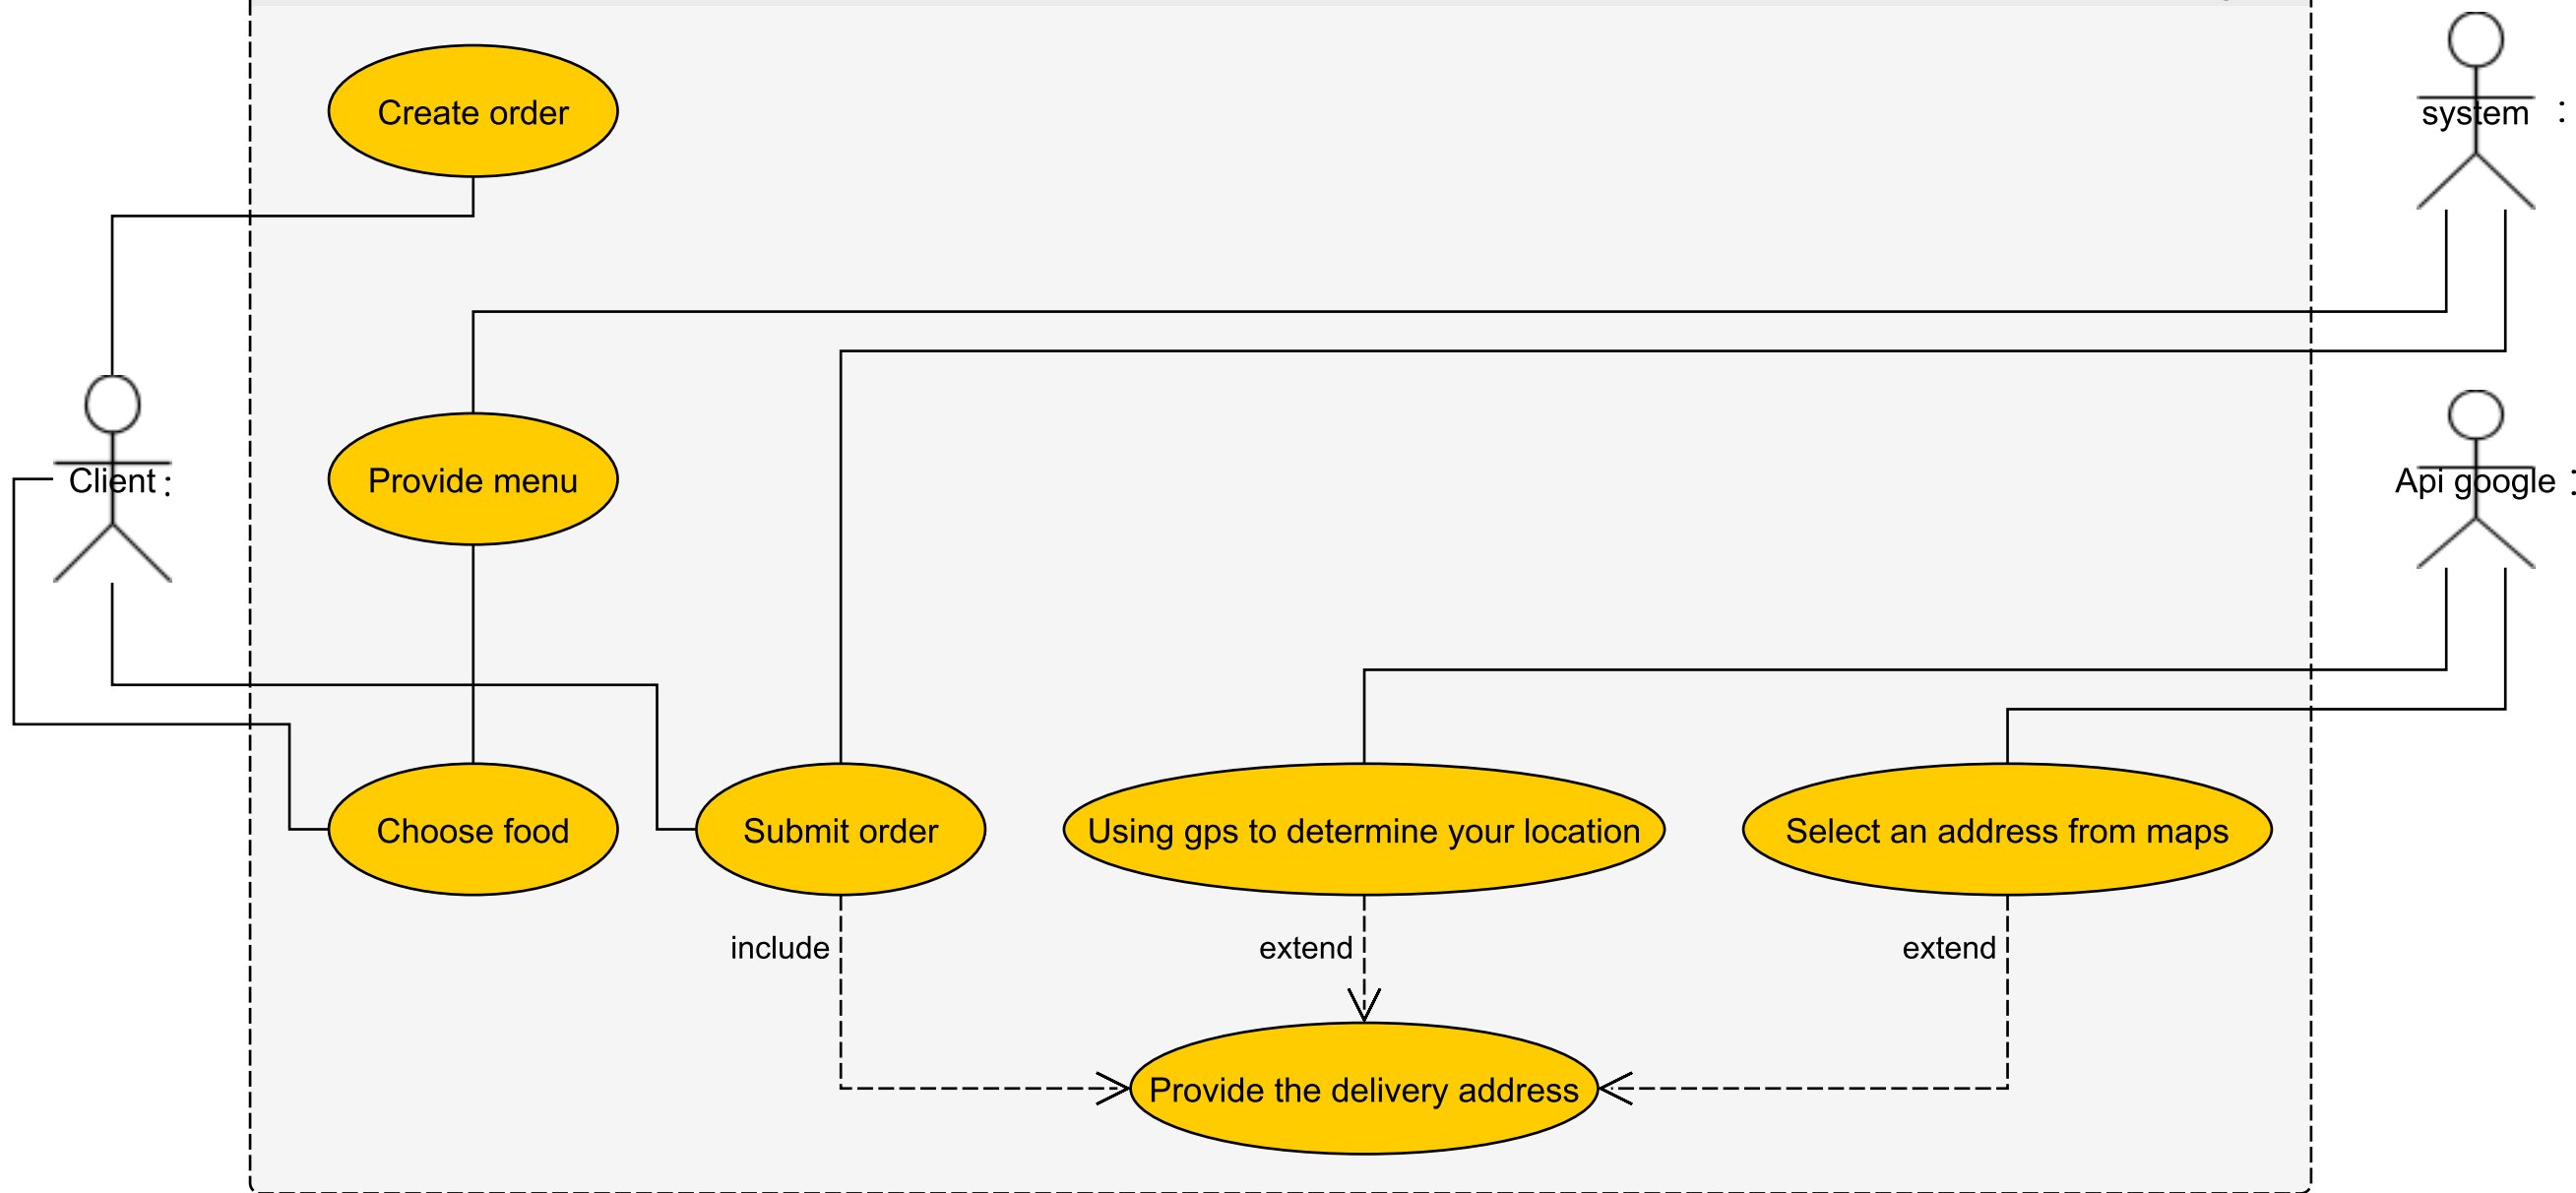 Create order
system :
Client :
Provide menu
Api google :
Choose food
Submit order
Using gps to determine your location
Select an address from maps
include
extend
extend
Provide the delivery address